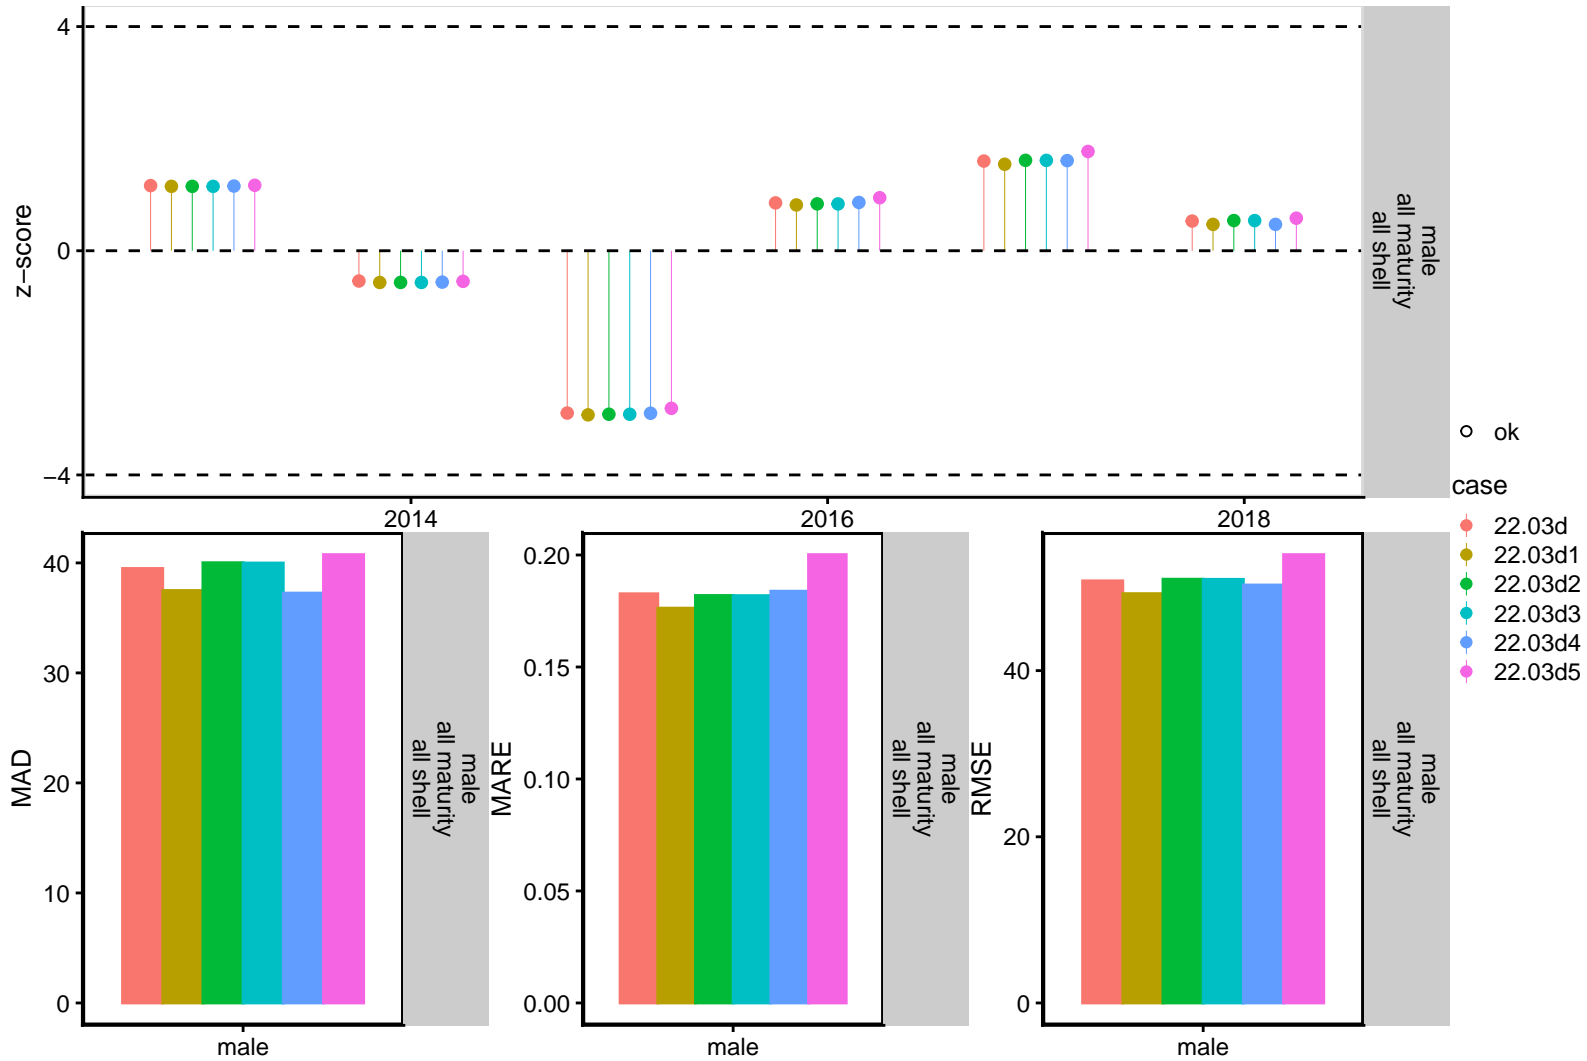 4
0
−4
z−score
2014
2016
2018
male
all maturity
all shell
ok
case
22.03d
22.03d1
22.03d2
22.03d3
22.03d4
22.03d5
40
30
20
10
0
MAD
male
male
all maturity
all shell
0.20
0.15
0.10
0.05
0.00
MARE
male
male
all maturity
all shell
40
20
0
RMSE
male
male
all maturity
all shell